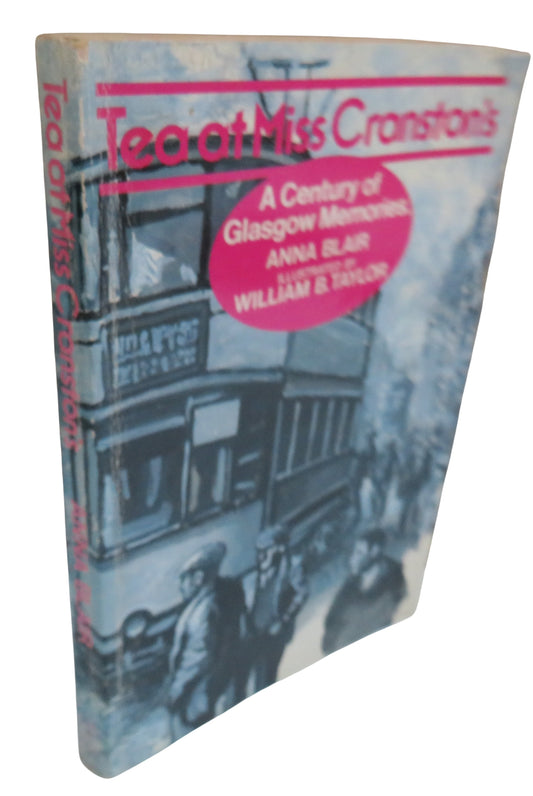 Tea at Miss Cranston's
A Century of
Glasgow Memories.
ANNA BLAIR
ILLUSTRATED BY
WILLIAM B. TAYLOR
Tea at Miss Cranston's
ANNA BLAIR